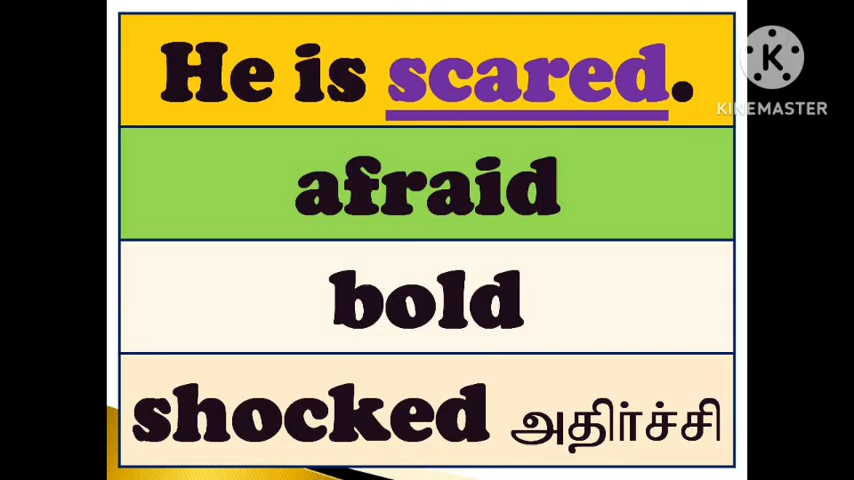 He is scared.
afraid
bold
shocked அதிர்ச்சி
K
KINEMASTER